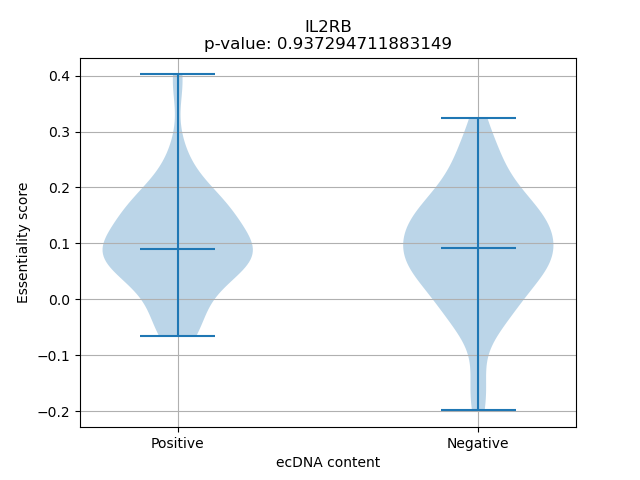 IL2RB
p-value: 0.937294711883149
0.4
0.3
0.2
0.1
0.0
−0.1
−0.2
Essentiality score
Positive
Negative
ecDNA content